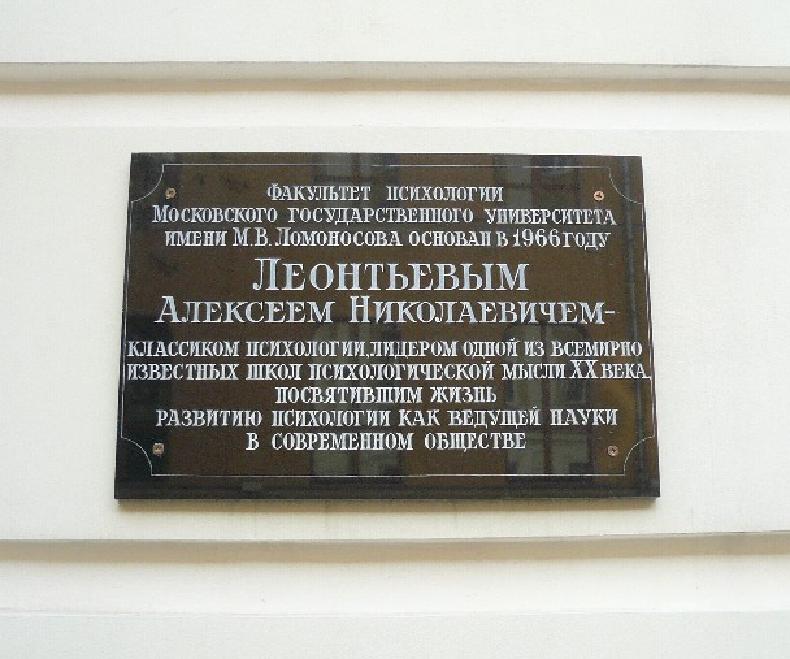 Факультет психологии
Московского государственного университета
имени М.В. Ломоносова основан в 1966 году
Леонтьевым
Алексеем Николаевичем–
классиком психологии, лидером одной из всемирно
известных школ психологической мысли XX века,
посвятившим жизнь
развитию психологии как ведущей науки
в современном обществе